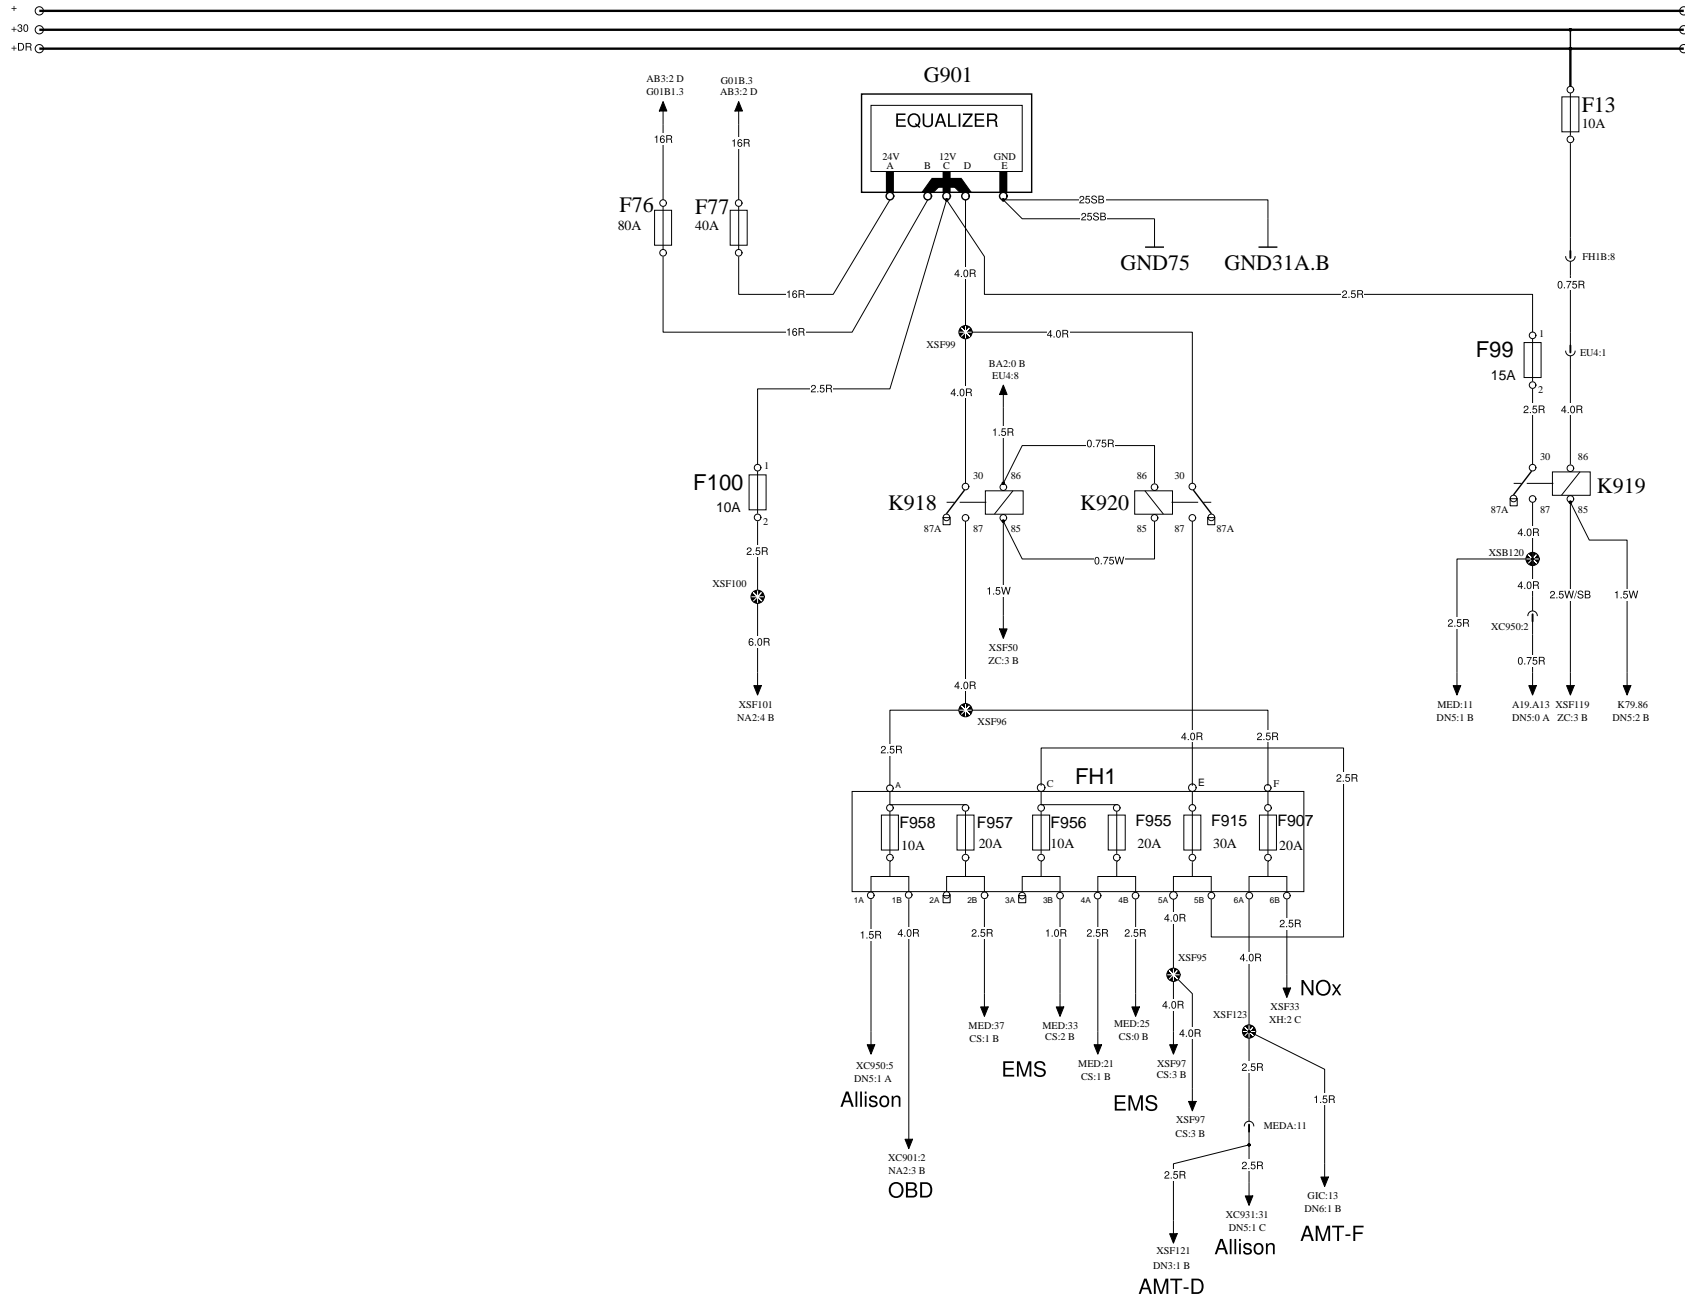 +
+30
+DR
G901
EQUALIZER
24V
12V
GND
A
B
C
D
E
AB3:2 D
G01B1.3
G01B.3
AB3:2 D
16R
16R
F76
80A
F77
40A
16R
16R
25SB
25SB
GND75
GND31A.B
F13
10A
FH1B:8
0.75R
EU4:1
4.0R
2.5R
4.0R
XSF99
4.0R
F99
15A
1
2
2.5R
4.0R
BA2:0 B
EU4:8
1.5R
4.0R
2.5R
0.75R
F100
10A
1
2
2.5R
XSF100
6.0R
XSF101
NA2:4 B
K918
30
86
87A
87
85
K920
86
30
85
87
87A
0.75W
1.5W
XSF50
ZC:3 B
K919
30
86
87A
87
85
4.0R
XSB120
4.0R
XC950:2
0.75R
2.5R
2.5W/SB
1.5W
MED:11
DN5:1 B
A19.A13
DN5:0 A
XSF119
ZC:3 B
K79.86
DN5:2 B
4.0R
XSF96
2.5R
4.0R
2.5R
2.5R
FH1
A
C
E
F
F958
10A
F957
20A
F956
10A
F955
20A
F915
30A
F907
20A
1A
1B
2A
2B
3A
3B
4A
4B
5A
5B
6A
6B
1.5R
4.0R
2.5R
1.0R
2.5R
2.5R
4.0R
4.0R
2.5R
XSF95
4.0R
4.0R
NOx
XSF33
XH:2 C
XSF123
MED:37
CS:1 B
MED:33
CS:2 B
MED:25
CS:0 B
EMS
MED:21
CS:1 B
XSF97
CS:3 B
EMS
XSF97
CS:3 B
XC950:5
DN5:1 A
Allison
XC901:2
NA2:3 B
OBD
2.5R
1.5R
MEDA:11
2.5R
2.5R
GIC:13
DN6:1 B
AMT-F
XC931:31
DN5:1 C
Allison
XSF121
DN3:1 B
AMT-D